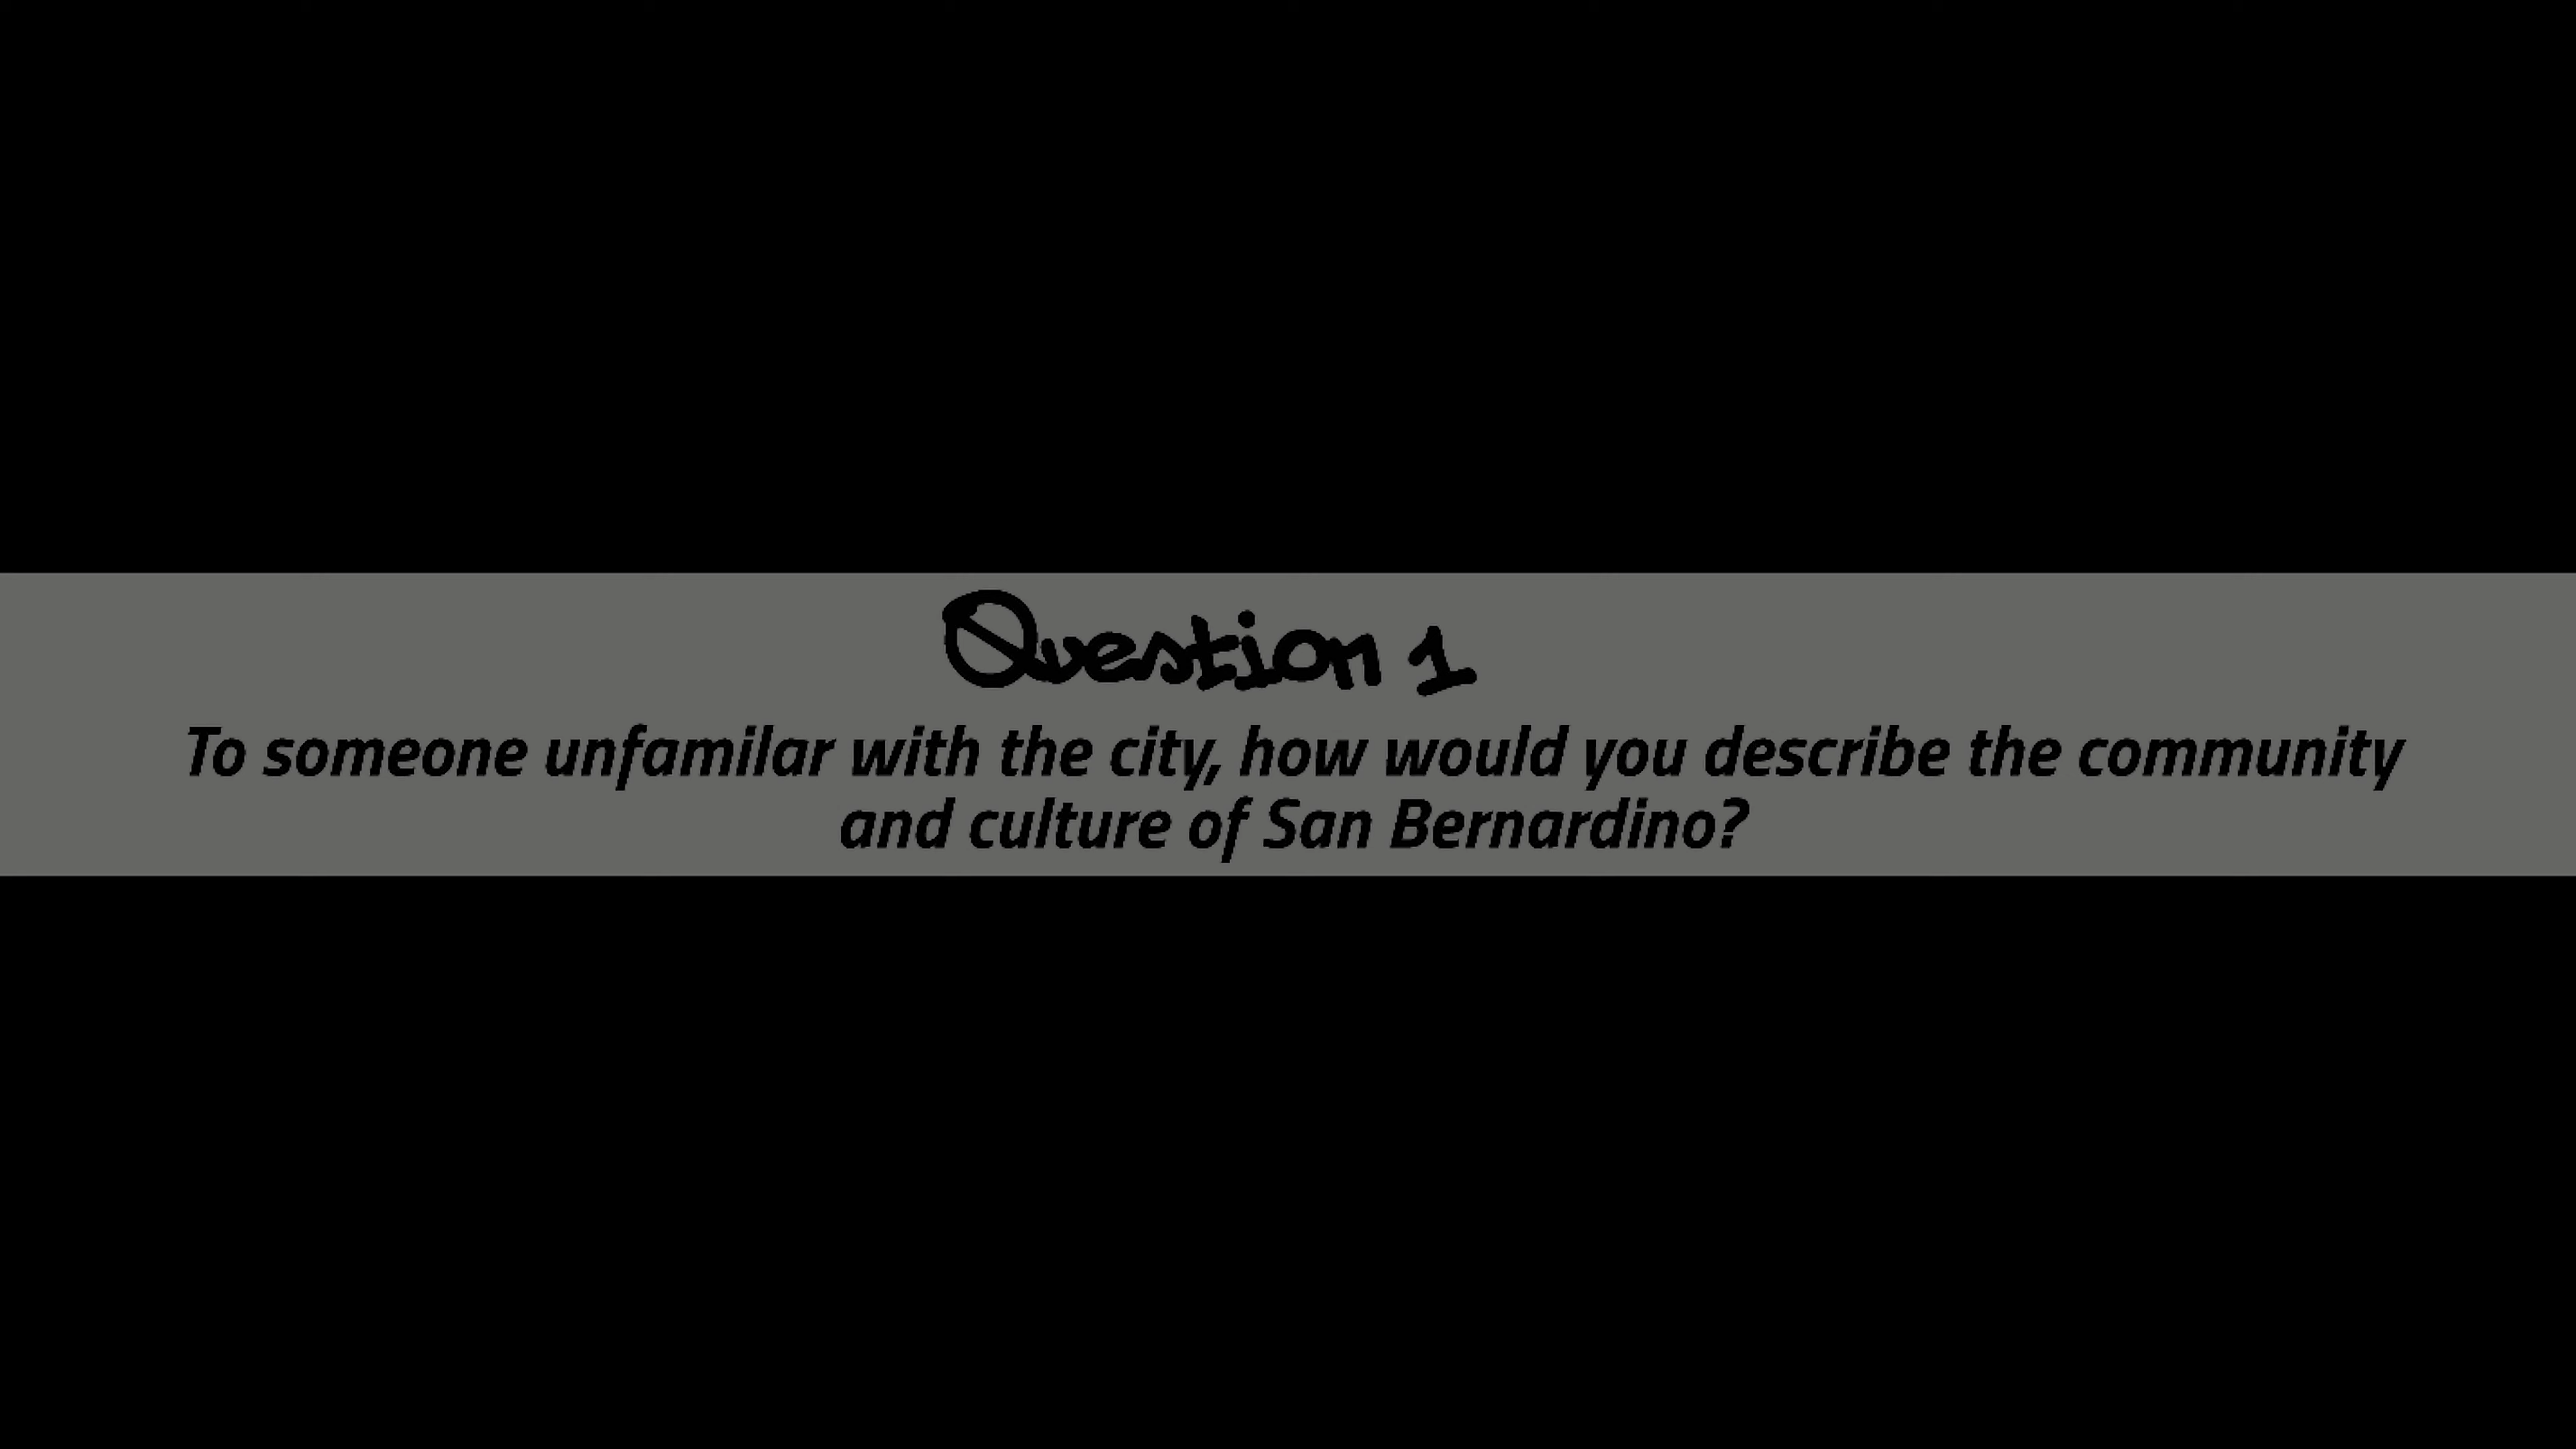 Question 1
To someone unfamilar with the city, how would you describe the community
and culture of San Bernardino?